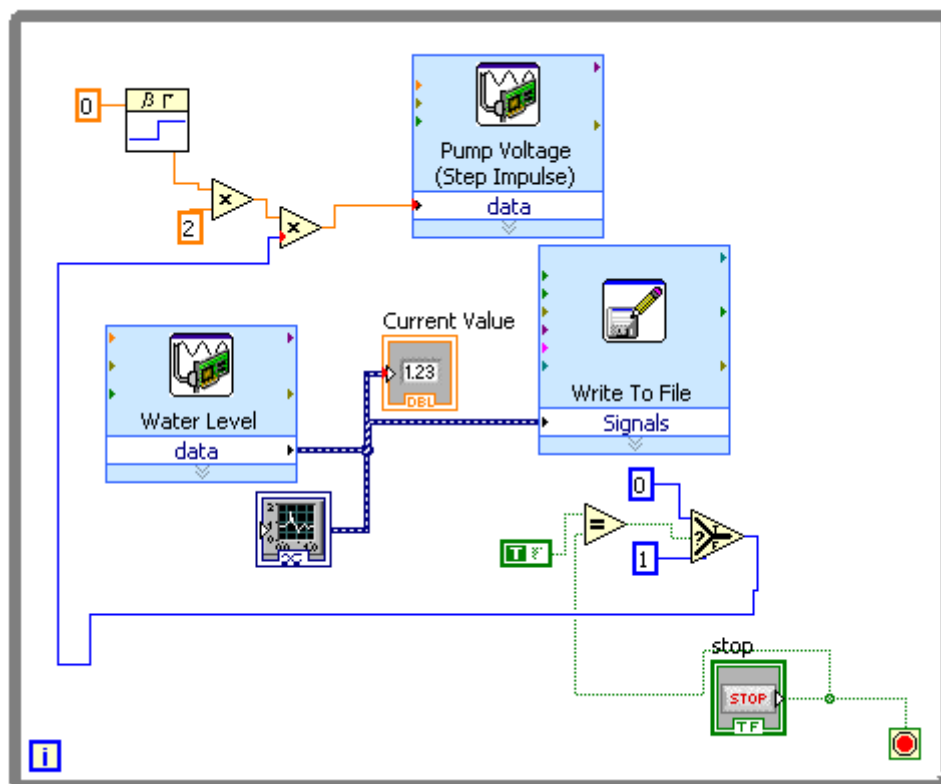 0
β Γ
Pump Voltage
(Step Impulse)
data
×
2
×
Current Value
1.23
DBL
Write To File
Signals
Water Level
data
0
=
?
T
F
T
1
stop
STOP
TF
i